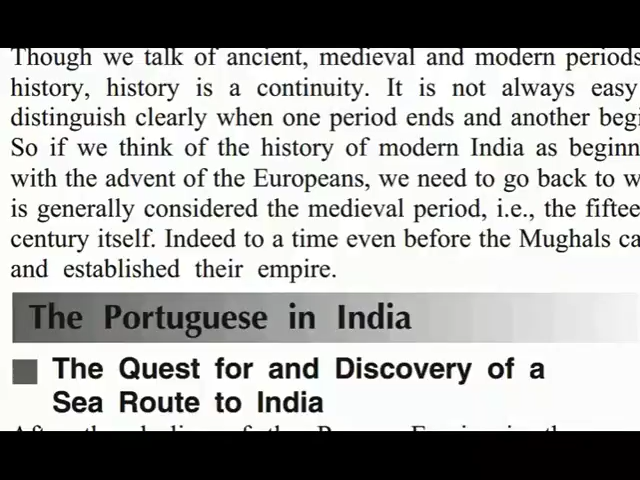 Though we talk of ancient, medieval and modern periods
history, history is a continuity. It is not always easy
distinguish clearly when one period ends and another begi
So if we think of the history of modern India as beginn
with the advent of the Europeans, we need to go back to w
is generally considered the medieval period, i.e., the fiftee
century itself. Indeed to a time even before the Mughals ca
and established their empire.
The Portuguese in India
The Quest for and Discovery of a
Sea Route to India